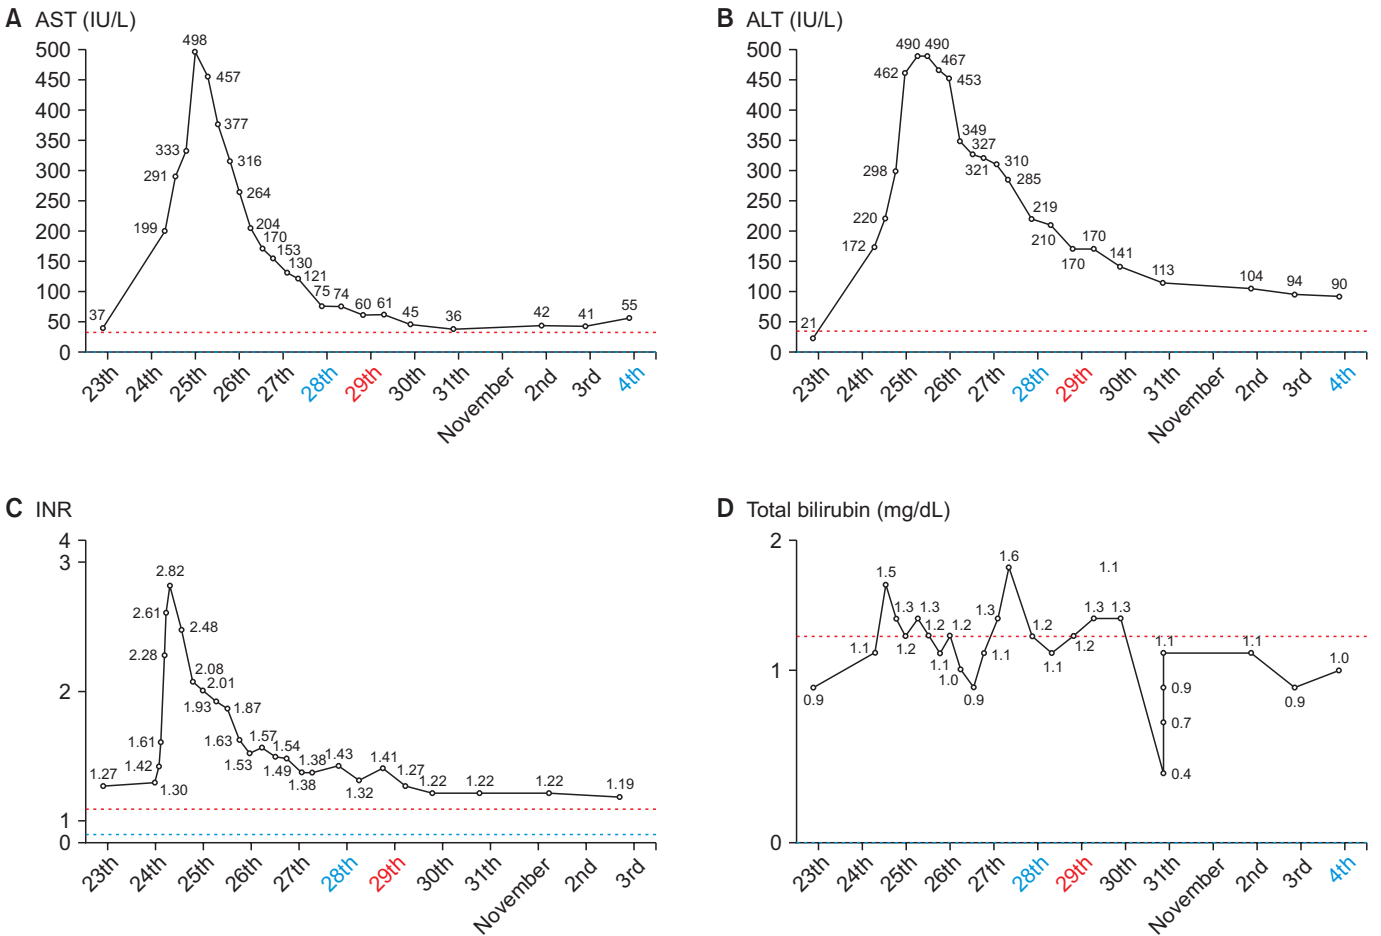 A AST (IU/L)
500
450
400
350
300
250
200
150
100
50
0
37
199
291
333
498
457
377
316
264
204
170
153
130
121
75
74
60
61
45
36
42
41
55
23th
24th
25th
26th
27th
28th
29th
30th
31th
November
2nd
3rd
4th
B ALT (IU/L)
500
450
400
350
300
250
200
150
100
50
0
21
172
220
298
462
490
490
467
453
349
327
321
310
285
219
210
170
170
141
113
104
94
90
23th
24th
25th
26th
27th
28th
29th
30th
31th
November
2nd
3rd
4th
C INR
4
3
2
1
0
1.27
1.30
1.42
1.61
2.28
2.61
2.82
2.48
2.08
2.01
1.93
1.87
1.63
1.53
1.57
1.49
1.54
1.38
1.38
1.43
1.32
1.41
1.27
1.22
1.22
1.22
1.19
23th
24th
25th
26th
27th
28th
29th
30th
31th
November
2nd
3rd
D Total bilirubin (mg/dL)
2
1
0
0.9
1.1
1.5
1.3
1.2
1.3
1.2
1.1
1.2
1.0
0.9
1.1
1.3
1.6
1.2
1.1
1.2
1.3
1.1
1.3
0.4
0.7
0.9
1.1
1.1
0.9
1.0
23th
24th
25th
26th
27th
28th
29th
30th
31th
November
2nd
3rd
4th